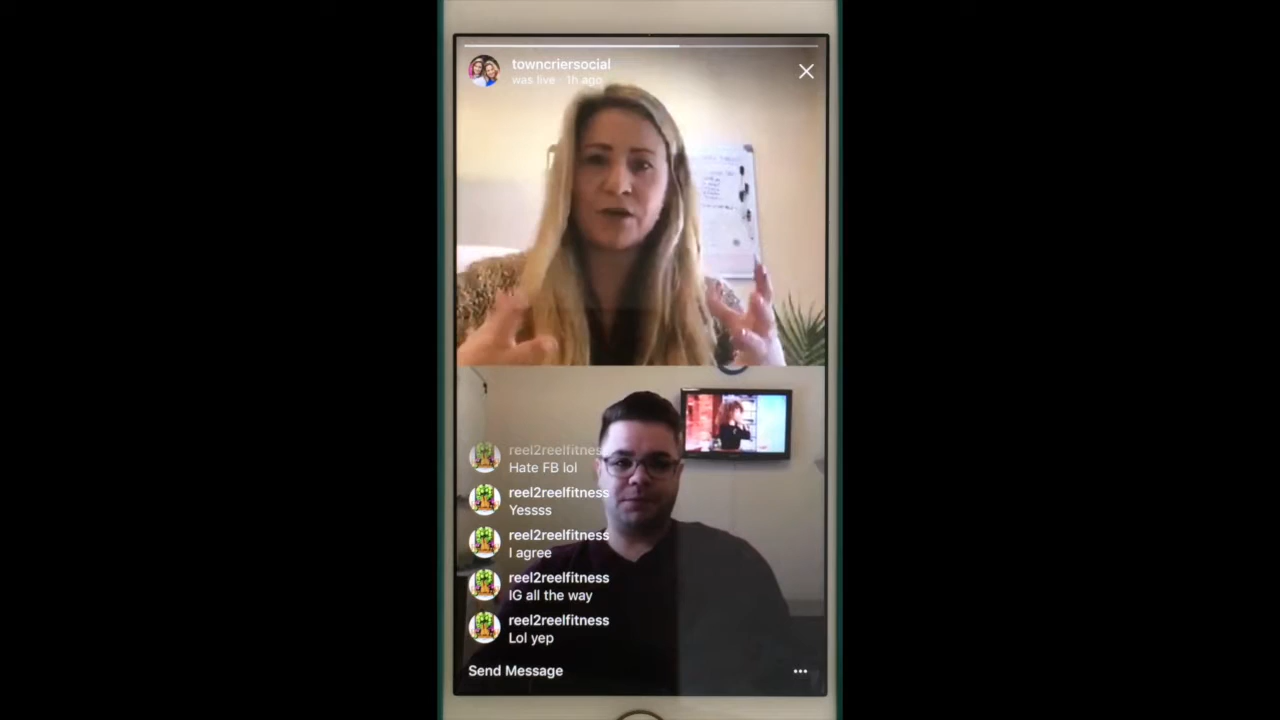 towncriersocial
was live · 1h ago
reel2reelfitness
Hate FB lol
reel2reelfitness
Yessss
reel2reelfitness
I agree
reel2reelfitness
IG all the way
reel2reelfitness
Lol yep
Send Message